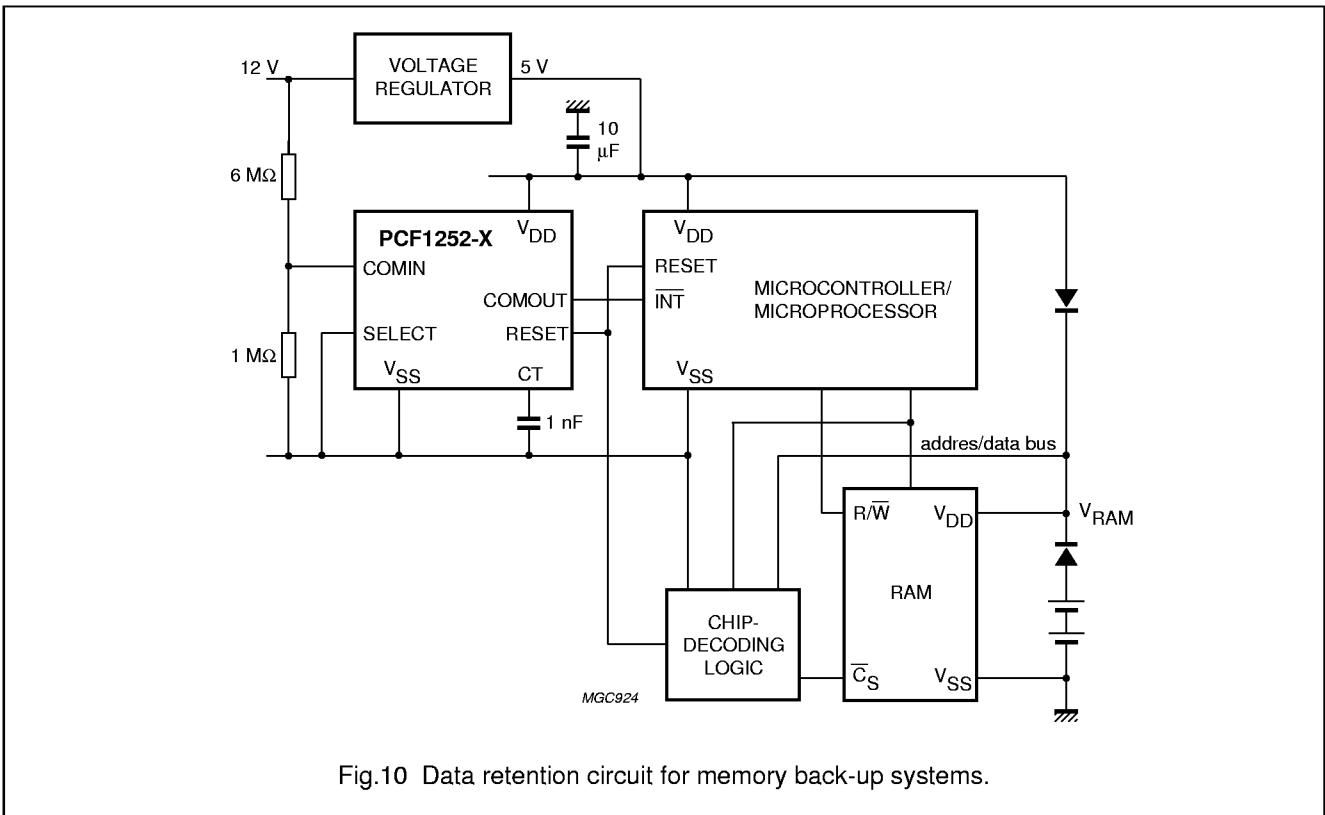 12 V
VOLTAGE
REGULATOR
5 V
10
µF
6 MΩ
1 MΩ
PCF1252-X
VDD
COMIN
COMOUT
SELECT
RESET
VSS
CT
1 nF
VDD
RESET
INT
MICROCONTROLLER/
MICROPROCESSOR
VSS
addres/data bus
R/W
VDD
VRAM
RAM
CS
VSS
CHIP-
DECODING
LOGIC
MGC924
Fig.10 Data retention circuit for memory back-up systems.